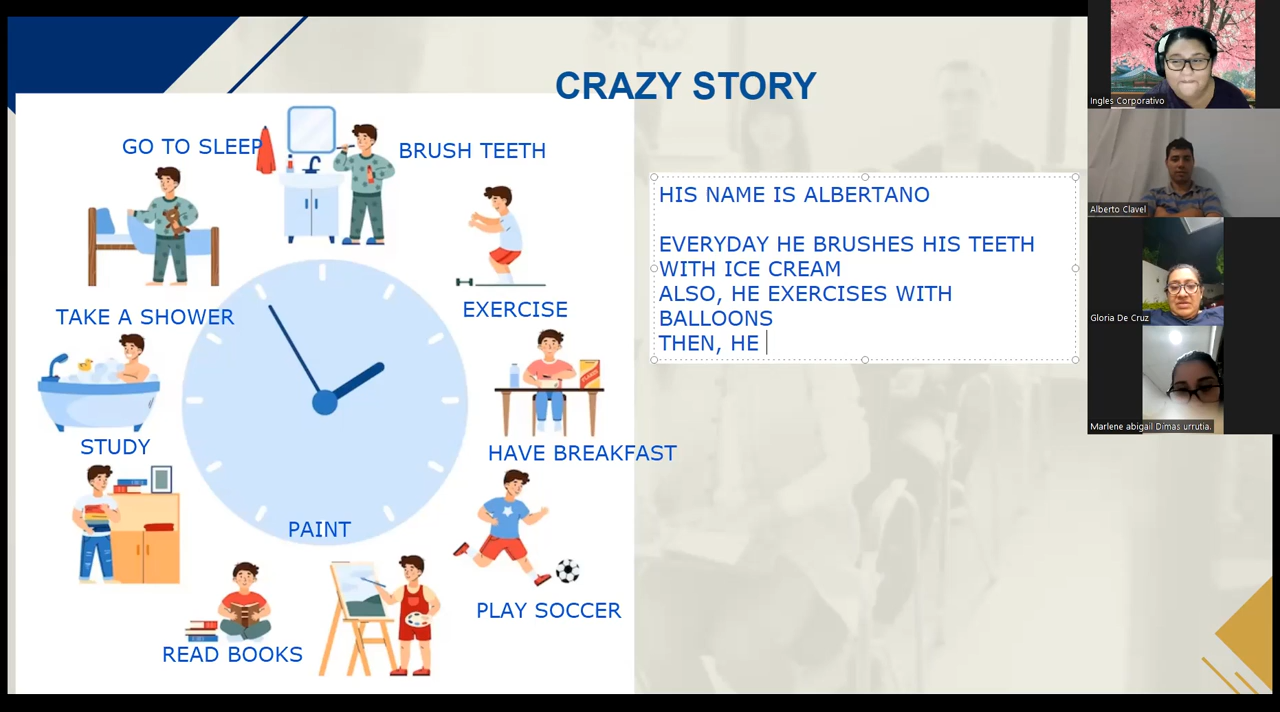 CRAZY STORY
GO TO SLEEP
BRUSH TEETH
TAKE A SHOWER
EXERCISE
STUDY
HAVE BREAKFAST
PAINT
PLAY SOCCER
READ BOOKS
HIS NAME IS ALBERTANO
EVERYDAY HE BRUSHES HIS TEETH
WITH ICE CREAM
ALSO, HE EXERCISES WITH
BALLOONS
THEN, HE
Ingles Corporativo
Alberto Clavel
Gloria De Cruz
Marlene abigail Dimas urrutia.